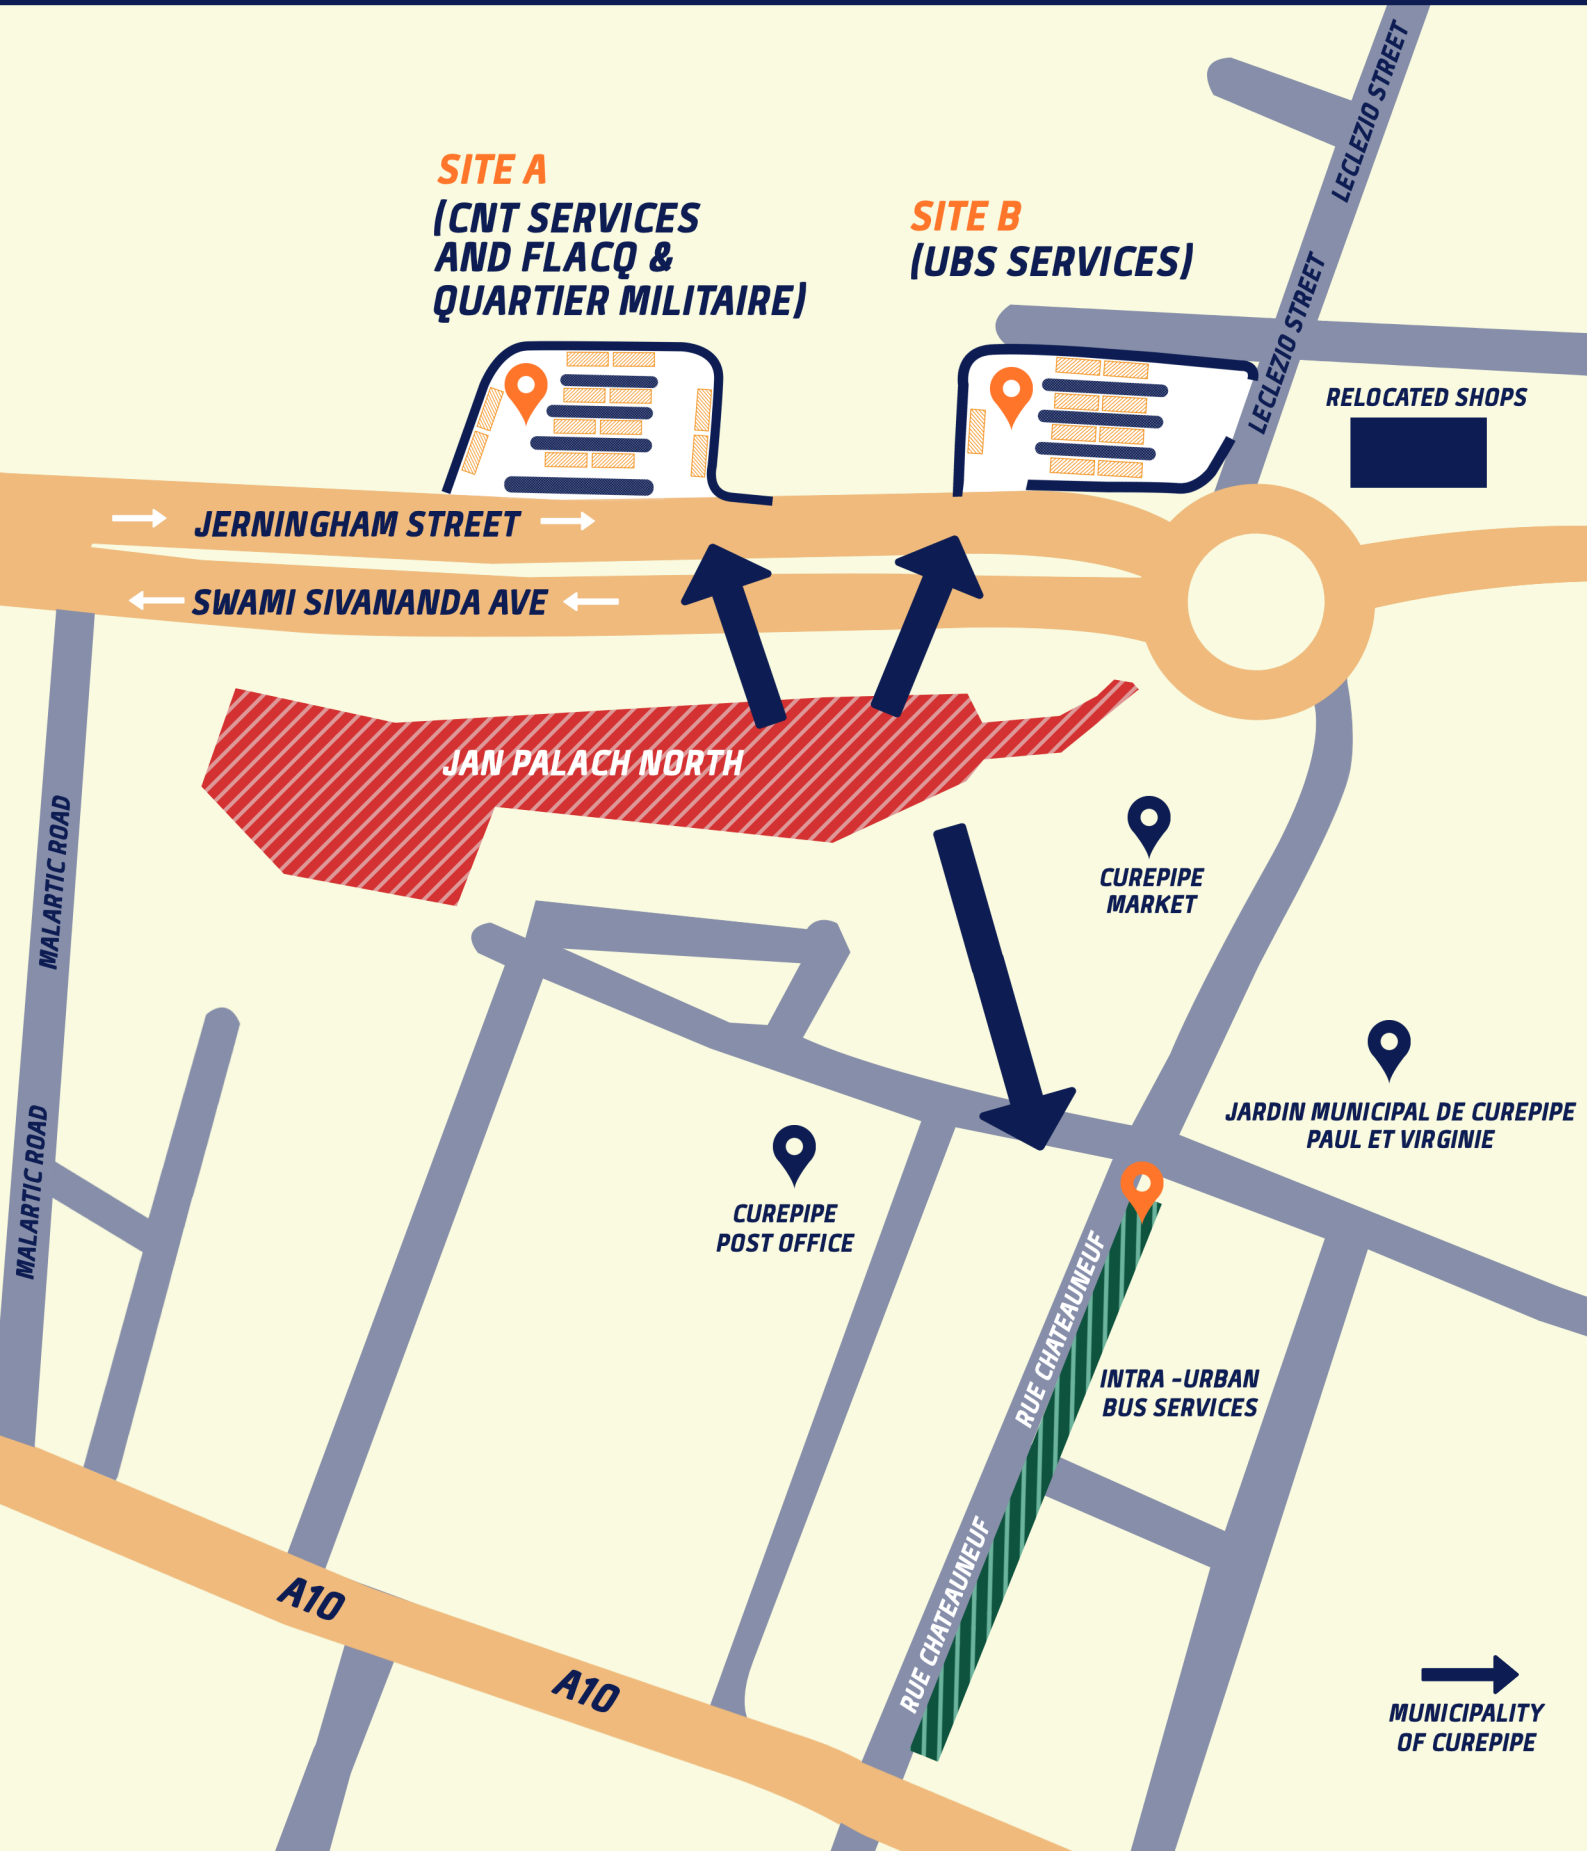 LECLEZIO STREET
SITE A
(CNT SERVICES
AND FLACQ &
QUARTIER MILITAIRE)
SITE B
(UBS SERVICES)
LECLEZIO STREET
RELOCATED SHOPS
JERNINGHAM STREET
SWAMI SIVANANDA AVE
JAN PALACH NORTH
MALARTIC ROAD
CUREPIPE
MARKET
MALARTIC ROAD
JARDIN MUNICIPAL DE CUREPIPE
PAUL ET VIRGINIE
CUREPIPE
POST OFFICE
RUE CHATEAUNEUF
INTRA -URBAN
BUS SERVICES
RUE CHATEAUNEUF
A10
A10
MUNICIPALITY
OF CUREPIPE